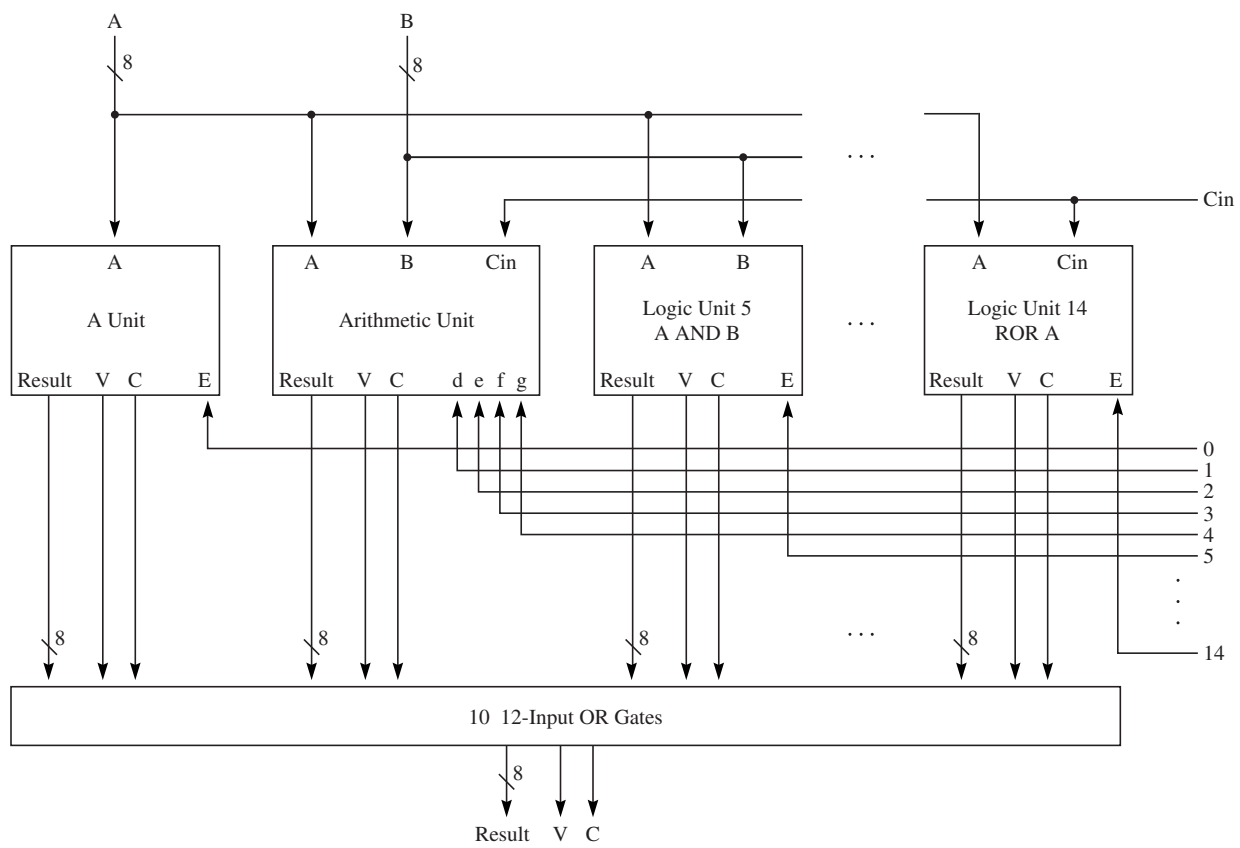 A B
8 8
. . .
Cin
A A B Cin A B A Cin
A Unit Arithmetic Unit Logic Unit 5 Logic Unit 14
A AND B . . . ROR A
Result V C E Result V C d e f g Result V C E Result V C E
0
1
2
3
4
5
.
.
.
8 8 8 . . . 8
14
10 12-Input OR Gates
8
Result V C